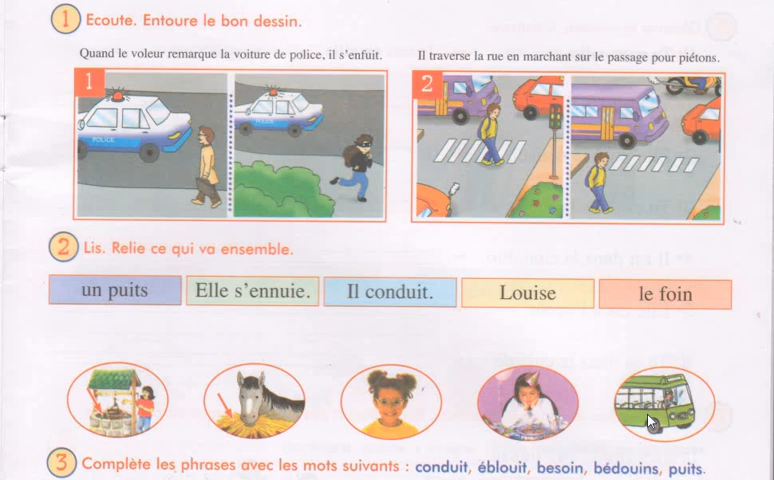 1 Ecoute. Entoure le bon dessin.
Quand le voleur remarque la voiture de police, il s'enfuit.
Il traverse la rue en marchant sur le passage pour piétons.
1
2
POLICE
POLICE
2 Lis. Relie ce qui va ensemble.
un puits
Elle s'ennuie.
Il conduit.
Louise
le foin
3 Complète les phrases avec les mots suivants : conduit, éblouit, besoin, bédouins, puits.